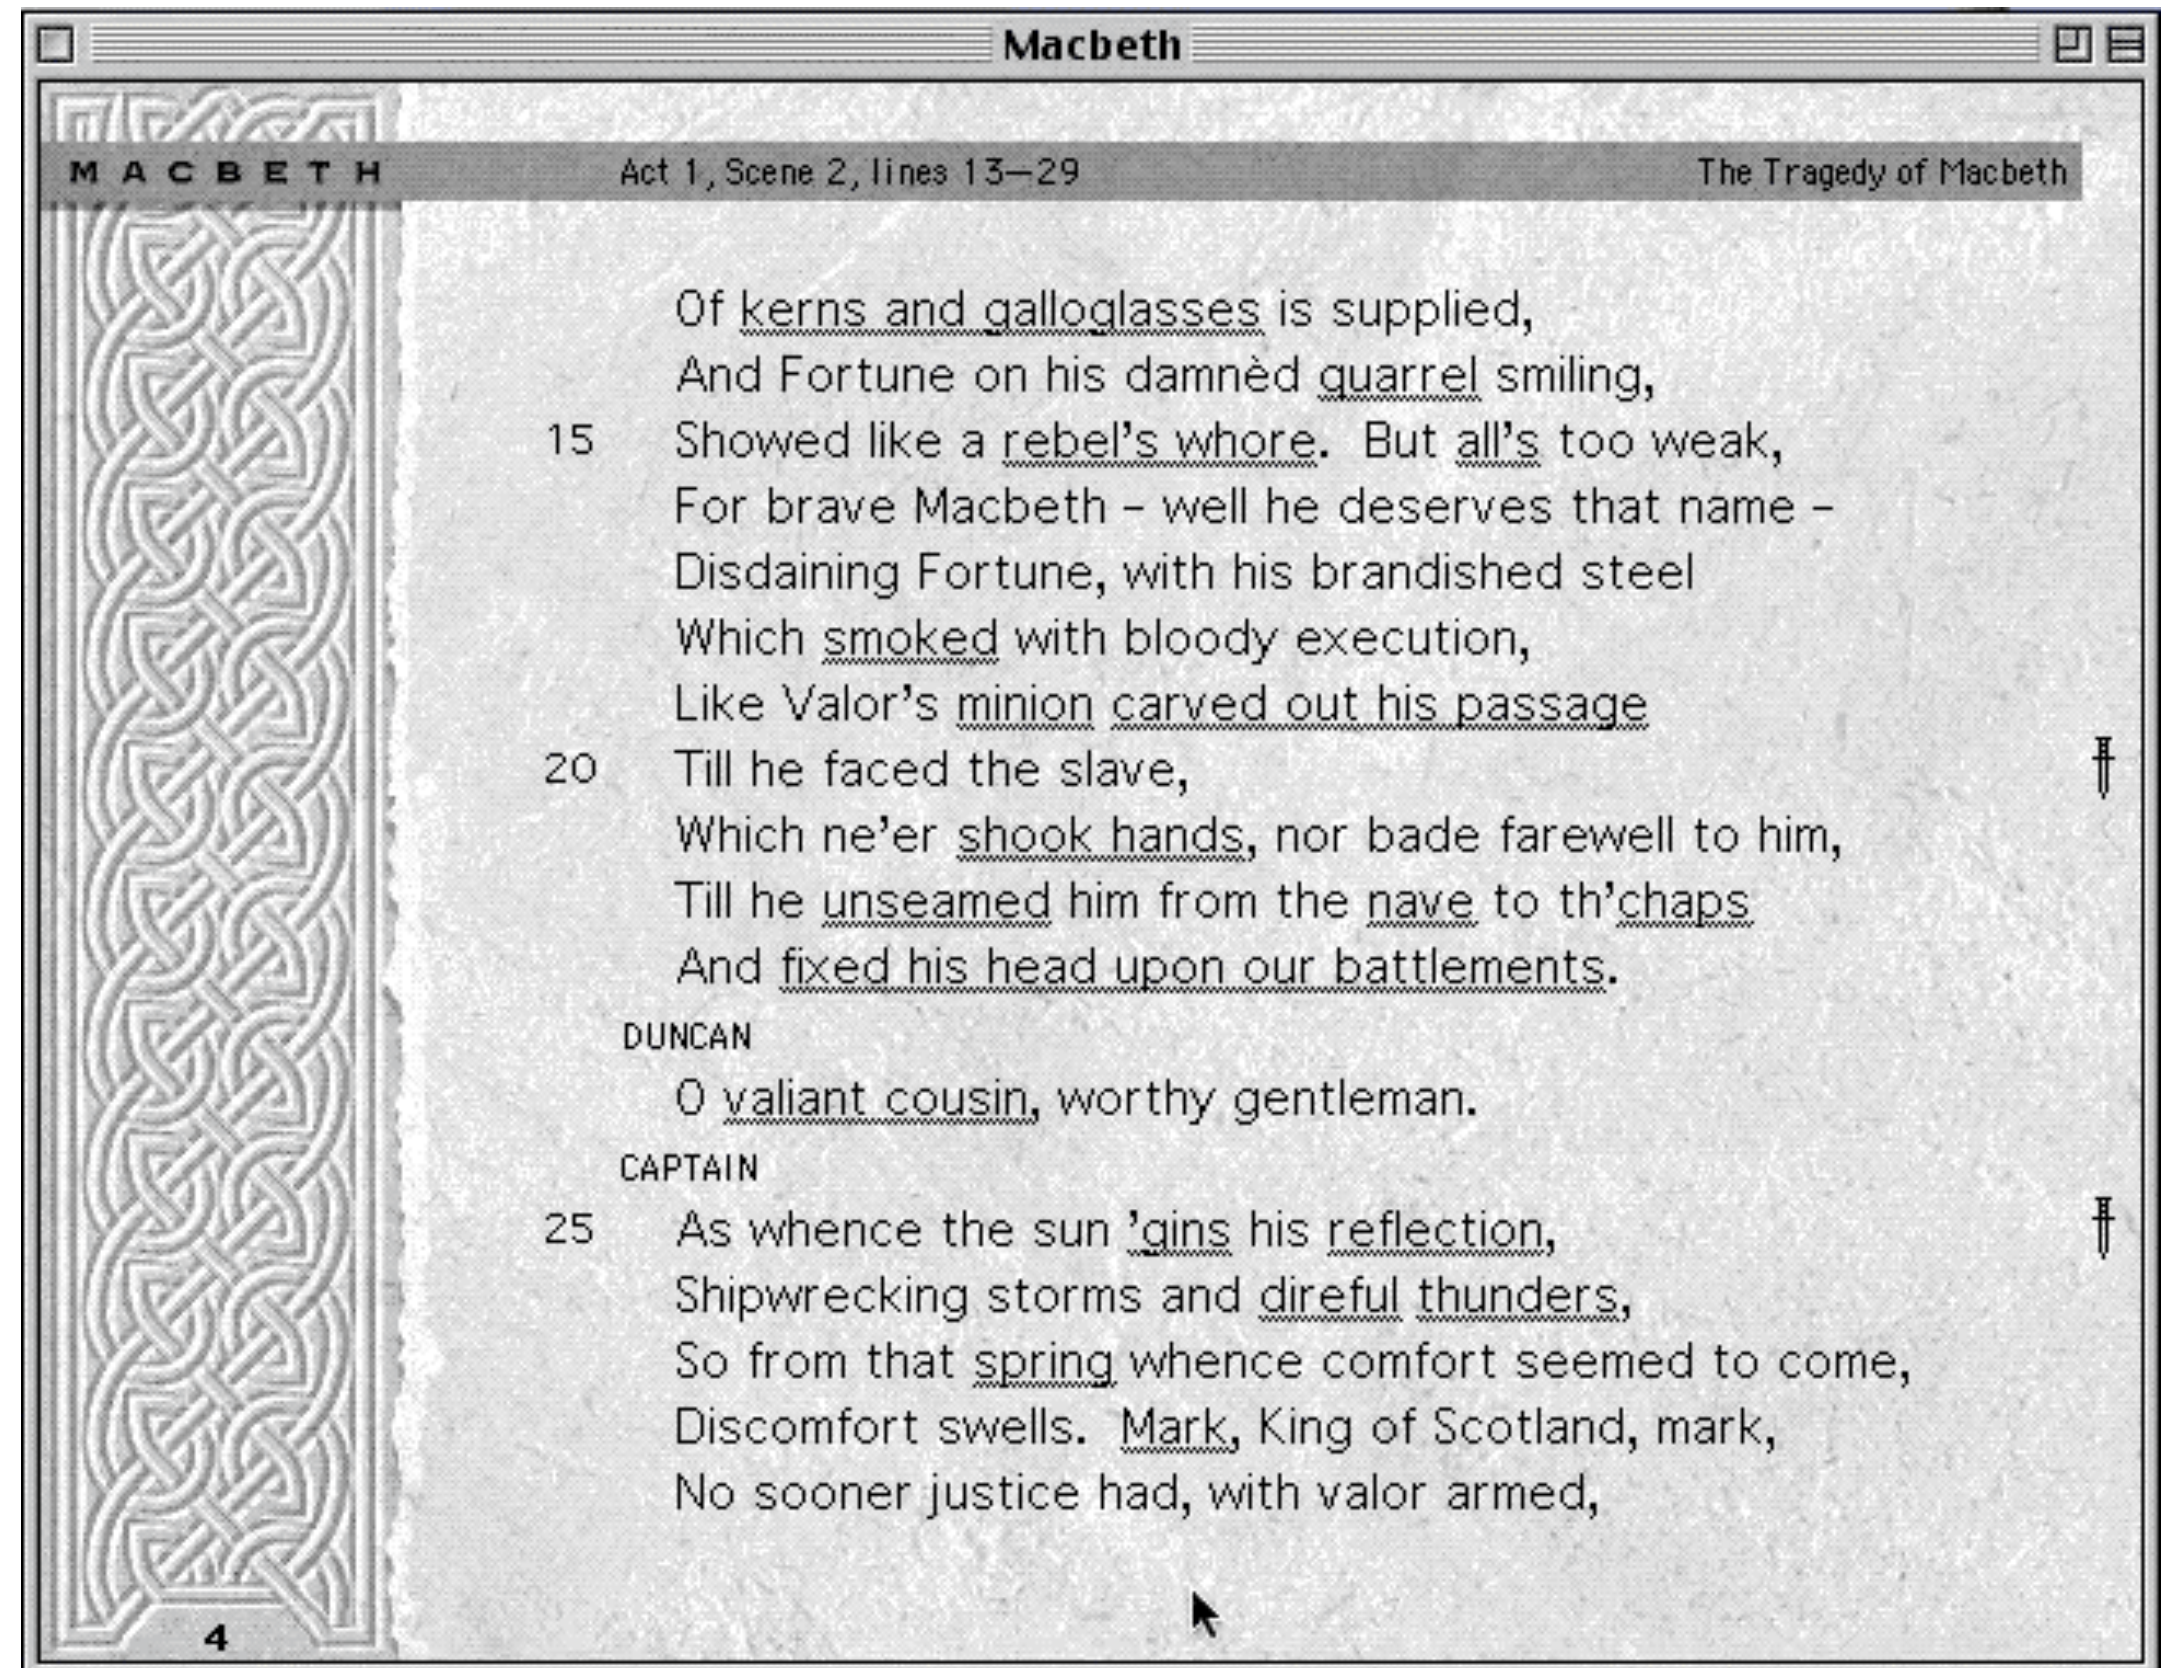 Macbeth
MACBETH Act 1, Scene 2, lines 13—29 The Tragedy of Macbeth
Of kerns and galloglasses is supplied,
And Fortune on his damnèd quarrel smiling,
15 Showed like a rebel’s whore.  But all’s too weak,
For brave Macbeth – well he deserves that name –
Disdaining Fortune, with his brandished steel
Which smoked with bloody execution,
Like Valor’s minion carved out his passage
20 Till he faced the slave,
Which ne’er shook hands, nor bade farewell to him,
Till he unseamed him from the nave to th’chaps
And fixed his head upon our battlements.
DUNCAN
O valiant cousin, worthy gentleman.
CAPTAIN
25 As whence the sun ’gins his reflection,
Shipwrecking storms and direful thunders,
So from that spring whence comfort seemed to come,
Discomfort swells.  Mark, King of Scotland, mark,
No sooner justice had, with valor armed,
4